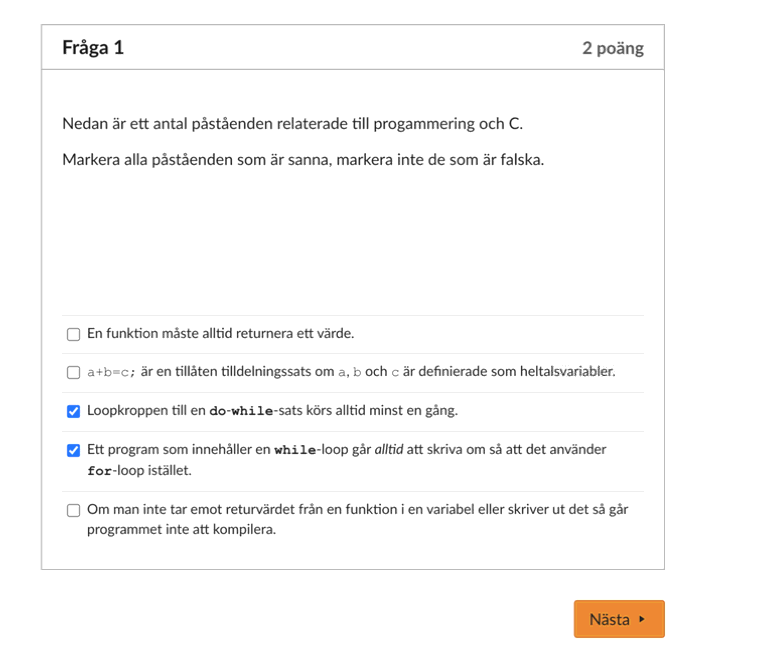 Fråga 1
2 poäng
Nedan är ett antal påståenden relaterade till progammering och C.
Markera alla påståenden som är sanna, markera inte de som är falska.
En funktion måste alltid returnera ett värde.
a+b=c; är en tillåten tilldelningssats om a, b och c är definierade som heltalsvariabler.
Loopkroppen till en do-while-sats körs alltid minst en gång.
Ett program som innehåller en while-loop går alltid att skriva om så att det använder
for-loop istället.
Om man inte tar emot returvärdet från en funktion i en variabel eller skriver ut det så går
programmet inte att kompilera.
Nästa